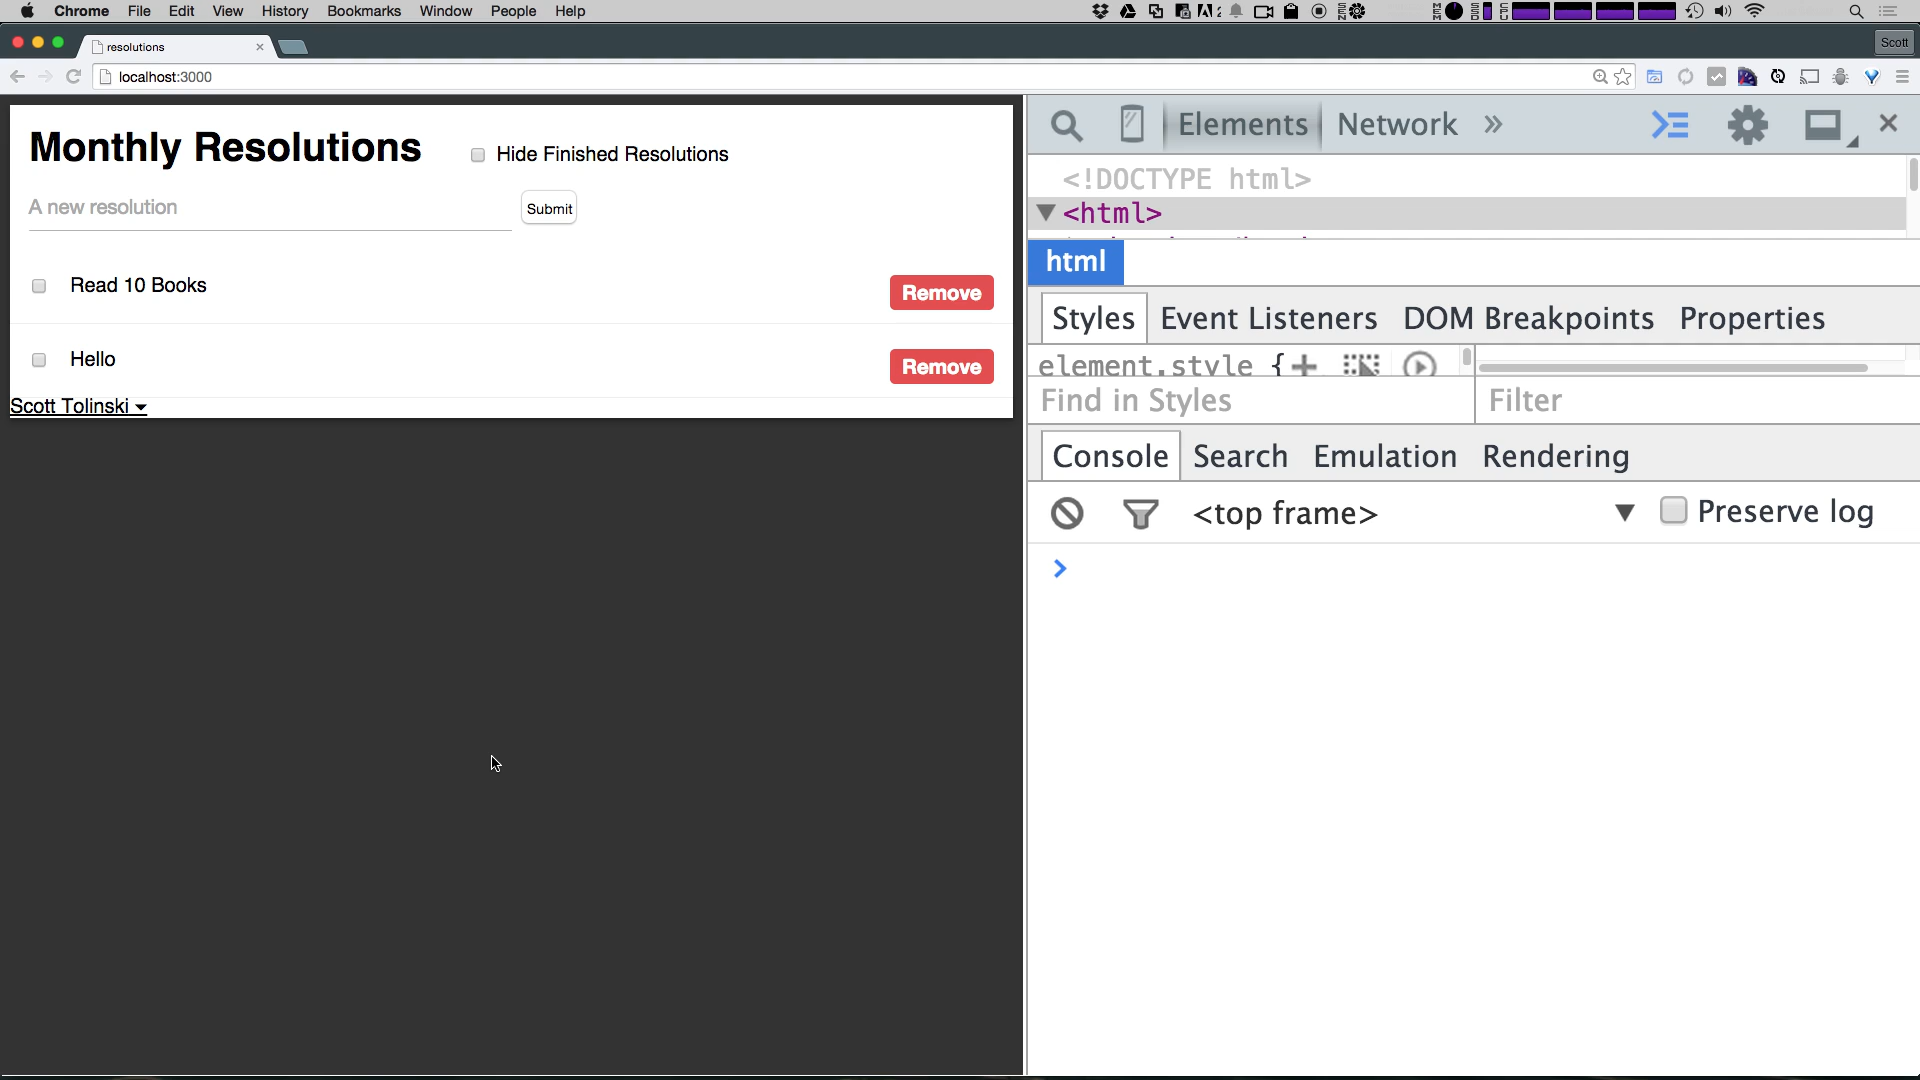 Chrome File Edit View History Bookmarks Window People Help
resolutions
Scott
localhost:3000
Monthly Resolutions
Hide Finished Resolutions
A new resolution
Submit
Read 10 Books
Remove
Hello
Remove
Scott Tolinski
Elements Network »
<!DOCTYPE html>
<html>
html
Styles Event Listeners DOM Breakpoints Properties
element.style {
Find in Styles
Filter
Console Search Emulation Rendering
<top frame>
Preserve log